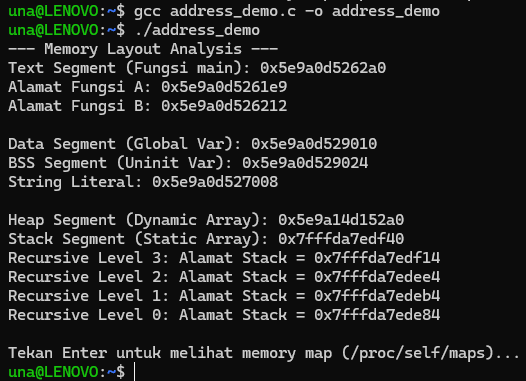 una@LENOVO:~$ gcc address_demo.c -o address_demo
una@LENOVO:~$ ./address_demo
--- Memory Layout Analysis ---
Text Segment (Fungsi main): 0x5e9a0d5262a0
Alamat Fungsi A: 0x5e9a0d5261e9
Alamat Fungsi B: 0x5e9a0d526212
Data Segment (Global Var): 0x5e9a0d529010
BSS Segment (Uninit Var): 0x5e9a0d529024
String Literal: 0x5e9a0d527008
Heap Segment (Dynamic Array): 0x5e9a14d152a0
Stack Segment (Static Array): 0x7fffda7edf40
Recursive Level 3: Alamat Stack = 0x7fffda7edf14
Recursive Level 2: Alamat Stack = 0x7fffda7edee4
Recursive Level 1: Alamat Stack = 0x7fffda7edeb4
Recursive Level 0: Alamat Stack = 0x7fffda7ede84
Tekan Enter untuk melihat memory map (/proc/self/maps)...
una@LENOVO:~$